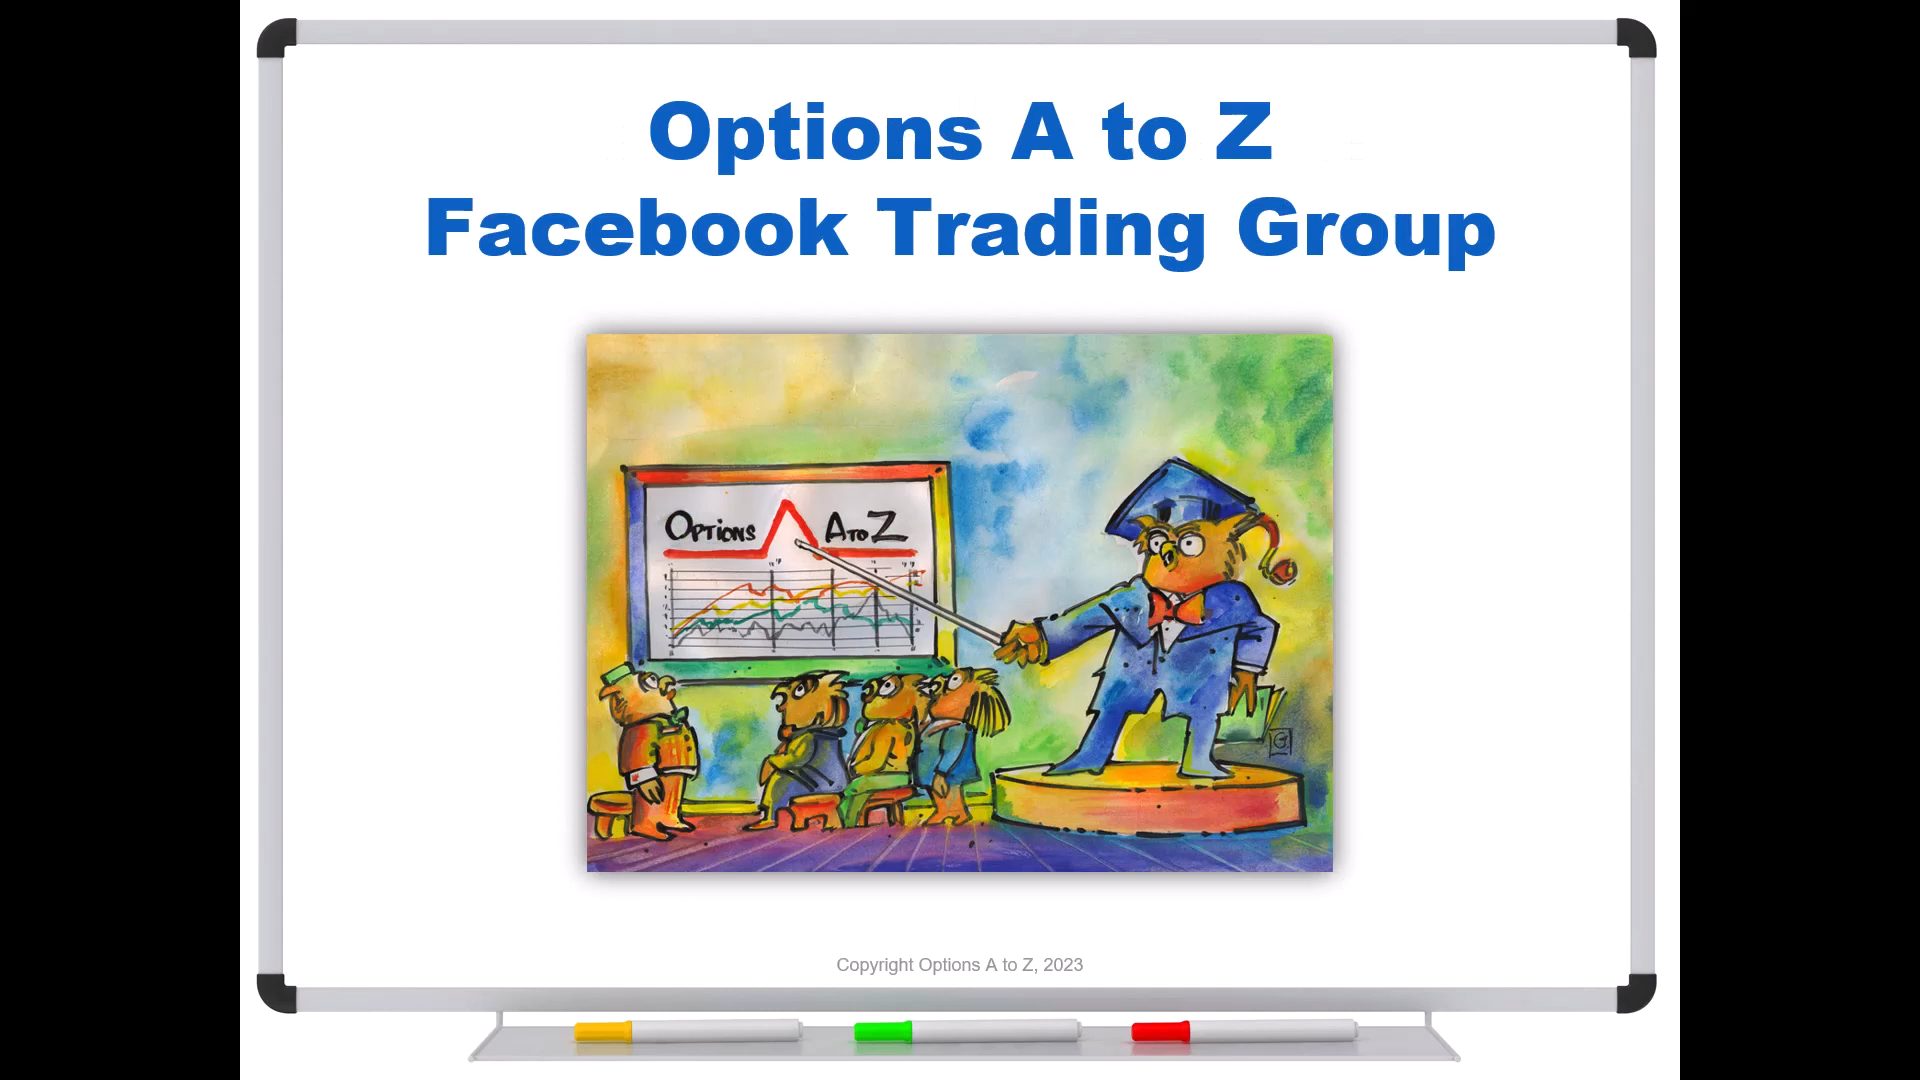 Options A to Z
Facebook Trading Group
OPTIONS A TO Z
Copyright Options A to Z, 2023